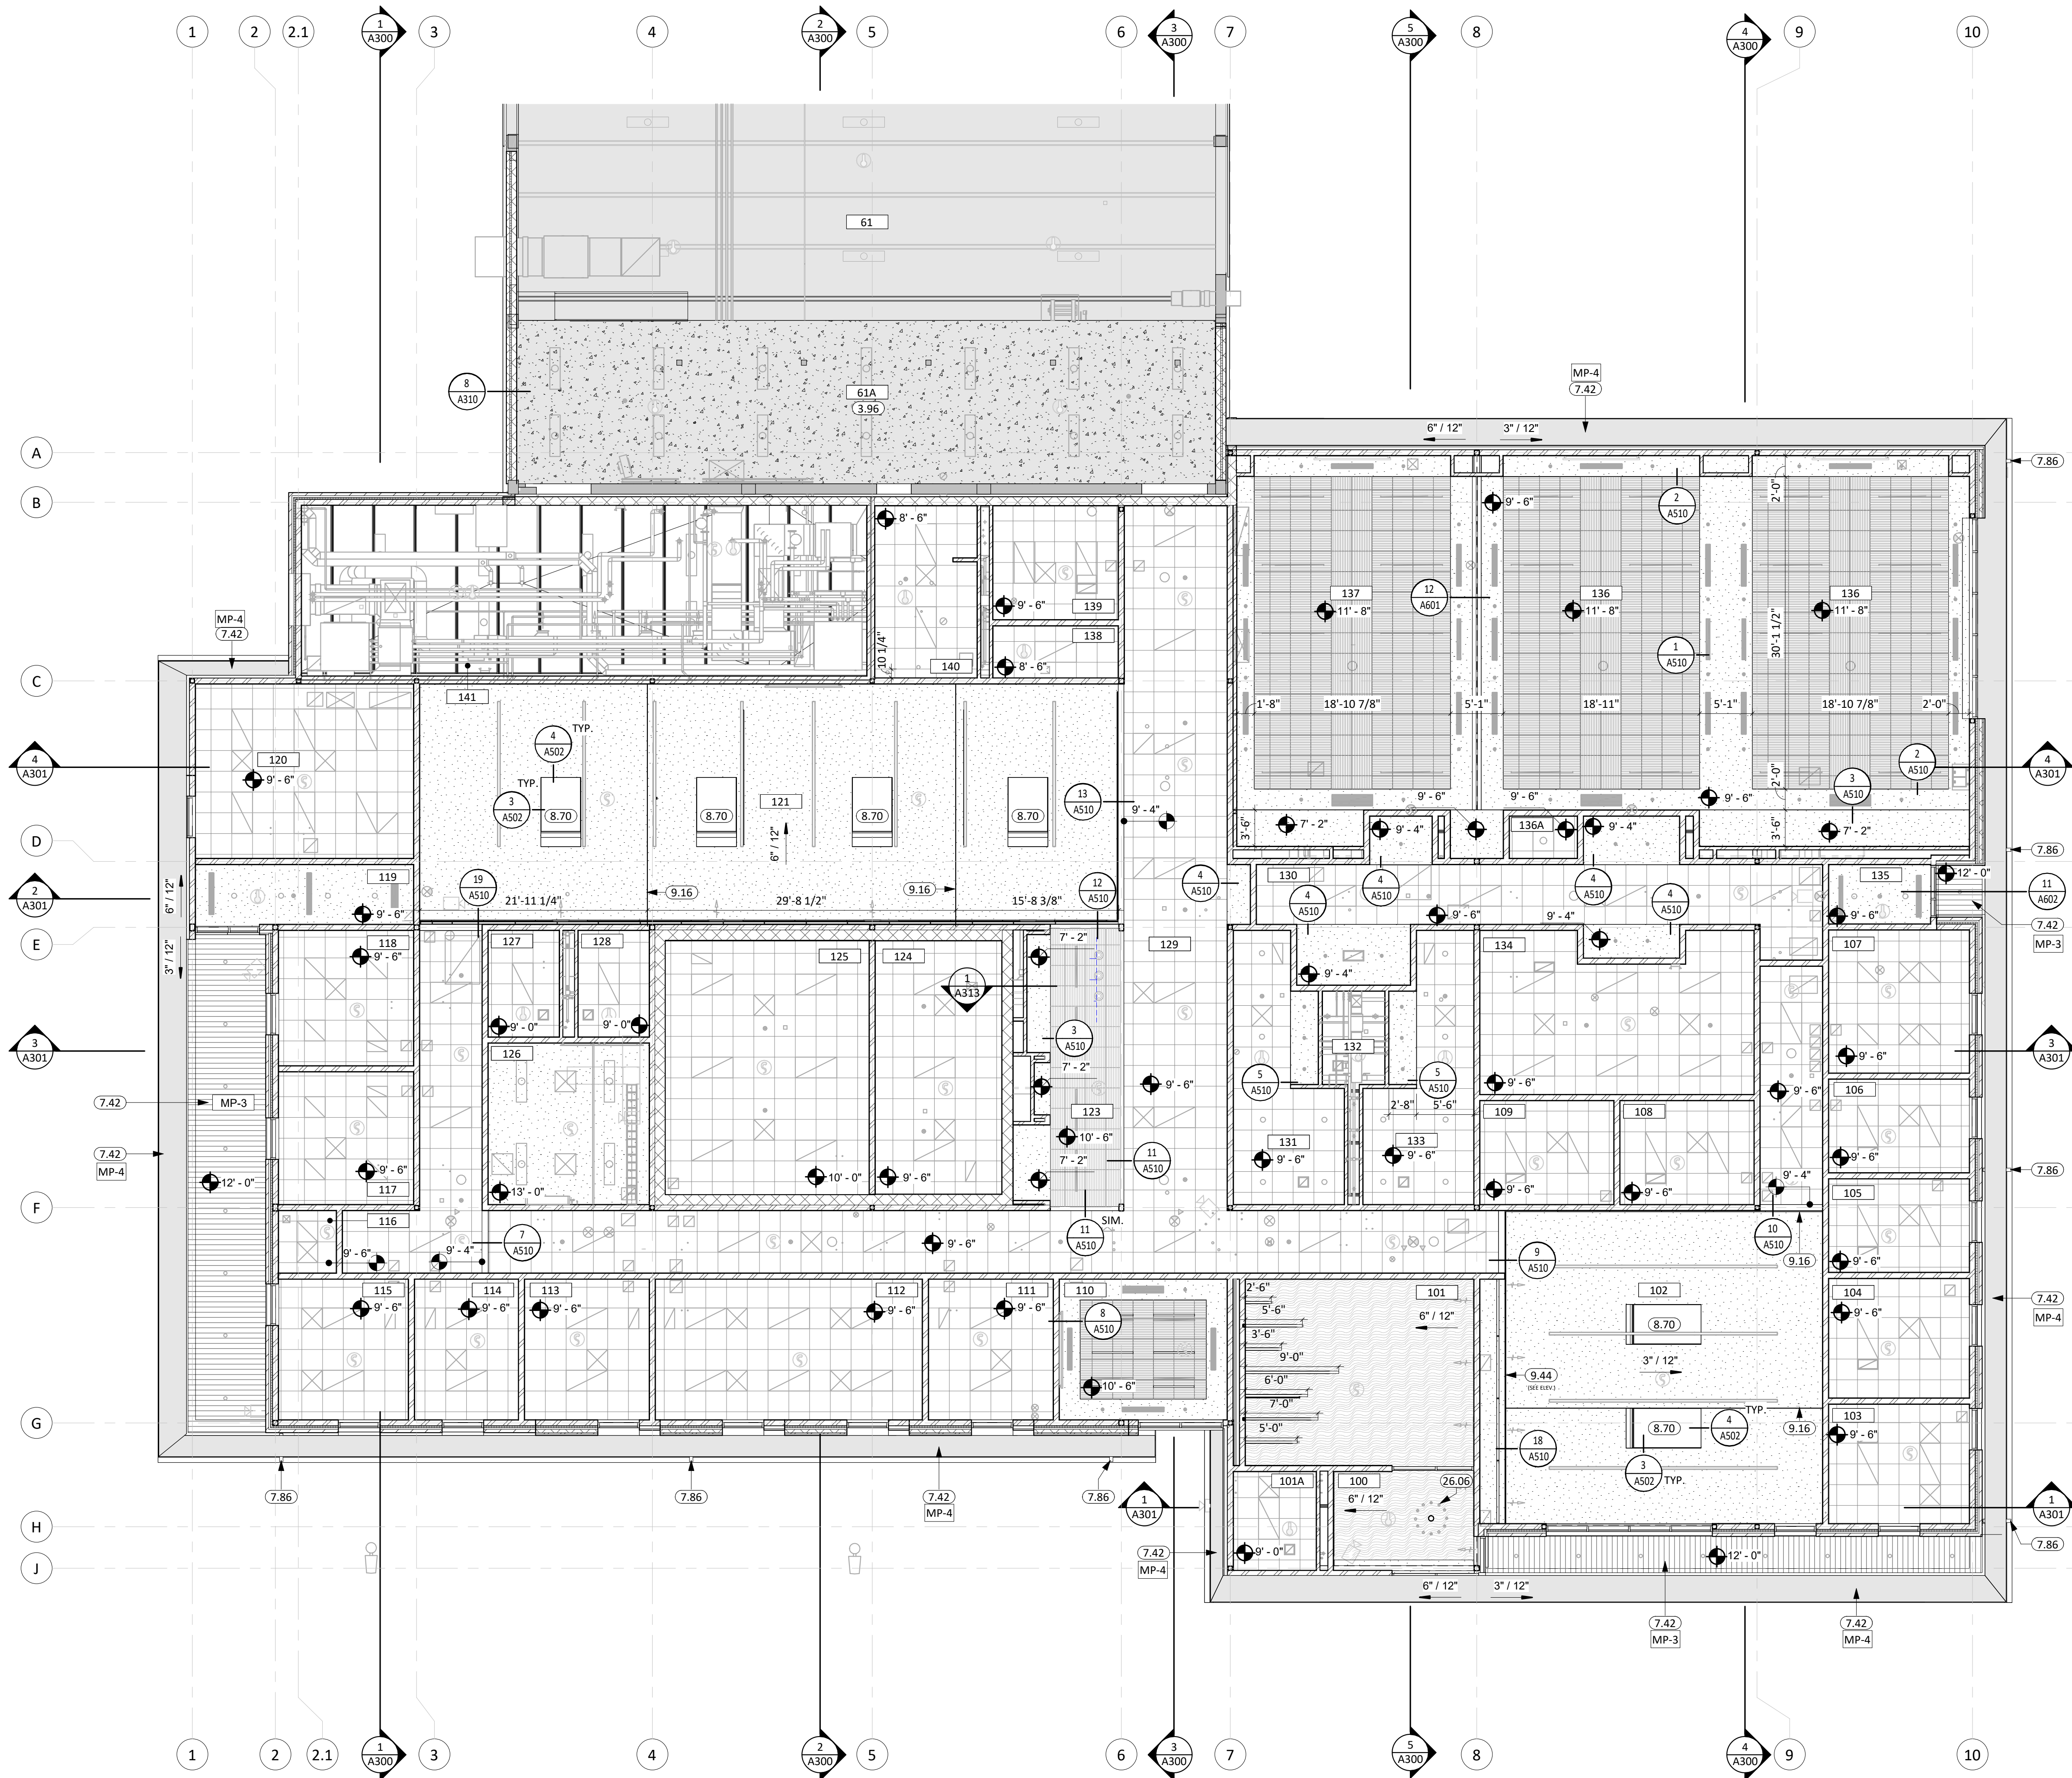 1
2
2.1
1
A300
3
4
2
A300
5
6
3
A300
7
5
A300
8
4
A300
9
10
61
8
A310
61A
3.96
MP-4
7.42
6" / 12"
3" / 12"
A
7.86
B
8' - 6"
9' - 6"
2
A510
2'-0"
139
9' - 6"
138
8' - 6"
140
10 1/4"
137
11' - 8"
12
A601
136
11' - 8"
136
11' - 8"
30'-1 1/2"
1
A510
MP-4
7.42
C
141
1'-8"
18'-10 7/8"
5'-1"
18'-11"
5'-1"
18'-10 7/8"
2'-0"
4
A301
120
9' - 6"
4
A502
TYP.
TYP.
3
A502
8.70
8.70
121
8.70
8.70
6" / 12"
13
A510
9' - 4"
2'-0"
2
A510
3
A510
4
A301
9' - 6"
9' - 6"
9' - 6"
3'-6"
7' - 2"
9' - 4"
136A
9' - 4"
3'-6"
7' - 2"
D
7.86
2
A301
119
9' - 6"
6" / 12"
3" / 12"
19
A510
21'-11 1/4"
9.16
29'-8 1/2"
9.16
15'-8 3/8"
12
A510
4
A510
130
4
A510
4
A510
4
A510
4
A510
9' - 6"
9' - 4"
135
9' - 6"
12'- 0"
11
A602
7.42
MP-3
E
118
9' - 6"
127
9' - 0"
128
9' - 0"
125
124
1
A313
7' - 2"
129
9' - 4"
134
107
9' - 6"
3
A301
126
13' - 0"
3
A510
7' - 2"
123
10' - 6"
7' - 2"
9' - 6"
132
5
A510
5
A510
2'-8"
5'-6"
9' - 6"
9' - 6"
3
A301
7.42
MP-3
7.42
MP-4
12' - 0"
9' - 6"
117
10' - 0"
9' - 6"
11
A510
131
9' - 6"
133
9' - 6"
109
9' - 6"
108
9' - 6"
9' - 4"
106
9' - 6"
7.86
F
116
9' - 6"
9' - 4"
7
A510
9' - 6"
SIM.
11
A510
9
A510
10
A510
9.16
105
9' - 6"
115
9' - 6"
114
9' - 6"
113
9' - 6"
112
9' - 6"
111
9' - 6"
110
8
A510
10' - 6"
2'-6"
5'-6"
3'-6"
9'-0"
6'-0"
7'-0"
5'-0"
101
6" / 12"
102
8.70
3" / 12"
9.44
(SEE ELEV.)
104
9' - 6"
7.42
MP-4
G
18
A510
8.70
4
A502
TYP.
3
A502
TYP.
9.16
103
9' - 6"
7.86
7.86
7.42
MP-4
7.86
1
A301
101A
9' - 0"
100
6" / 12"
26.06
1
A301
H
J
7.42
MP-4
12' - 0"
7.86
6" / 12"
3" / 12"
7.42
MP-3
7.42
MP-4
1
2
2.1
1
A300
3
4
2
A300
5
6
3
A300
7
5
A300
8
4
A300
9
10